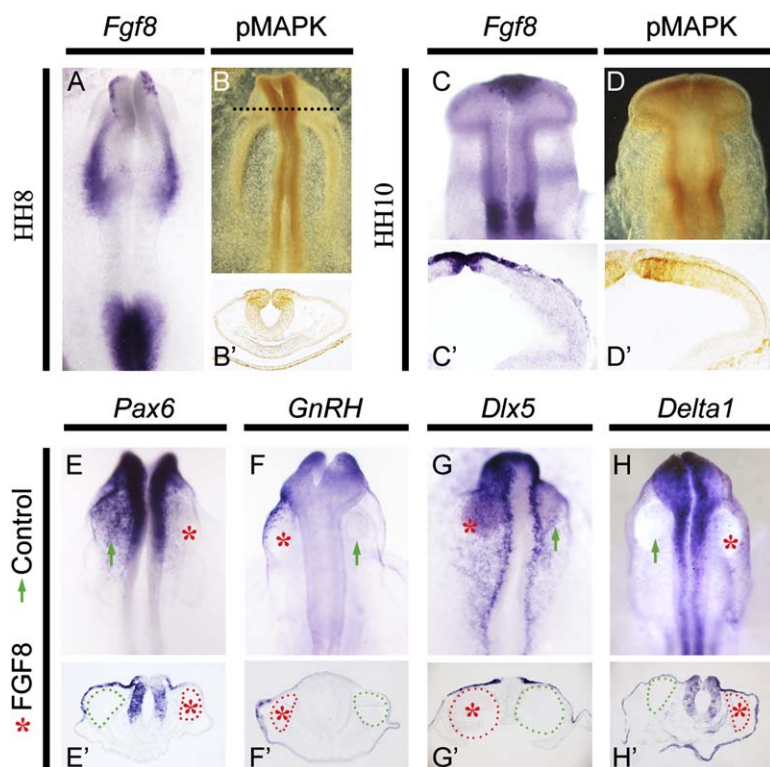 Fgf8 pMAPK Fgf8 pMAPK
HH8 A B HH10 C D
B’ C’ D’
Pax6 GnRH Dlx5 Delta1
E F G H
* FGF8 Control
* * * *
E’ F’ G’ H’
* * * *